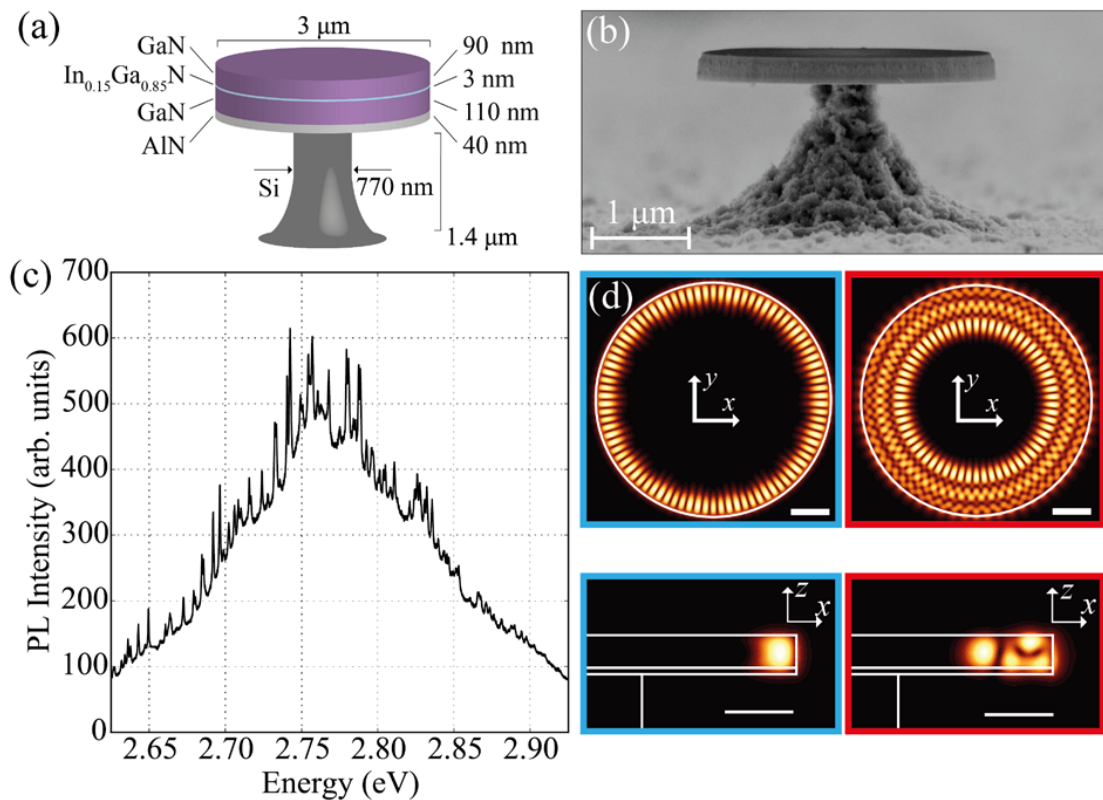 (a)
3 μm
GaN
In0.15Ga0.85N
GaN
AlN
90 nm
3 nm
110 nm
40 nm
Si
770 nm
1.4 μm
(b)
1 μm
(c)
700
600
500
400
300
200
100
0
PL Intensity (arb. units)
2.65
2.70
2.75
2.80
2.85
2.90
Energy (eV)
(d)
y
x
y
x
z
x
z
x